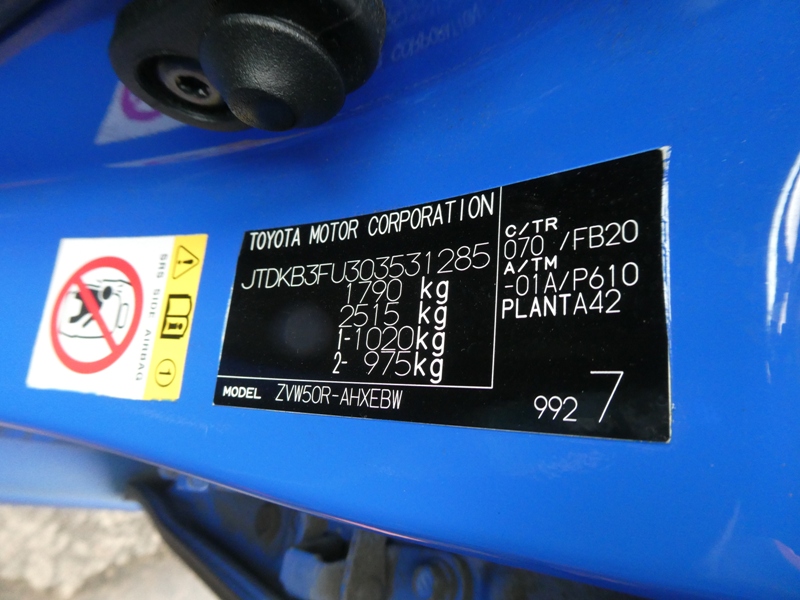 TOYOTA MOTOR CORPORATION
JTDKB3FU303531285
1790 kg
2515 kg
1-1020kg
2- 975kg
MODEL ZVW50R-AHXEBW
C/TR
070 /FB20
A/TM
-01A/P610
PLANTA42
992 7
SRS SIDE AIRBAG
1